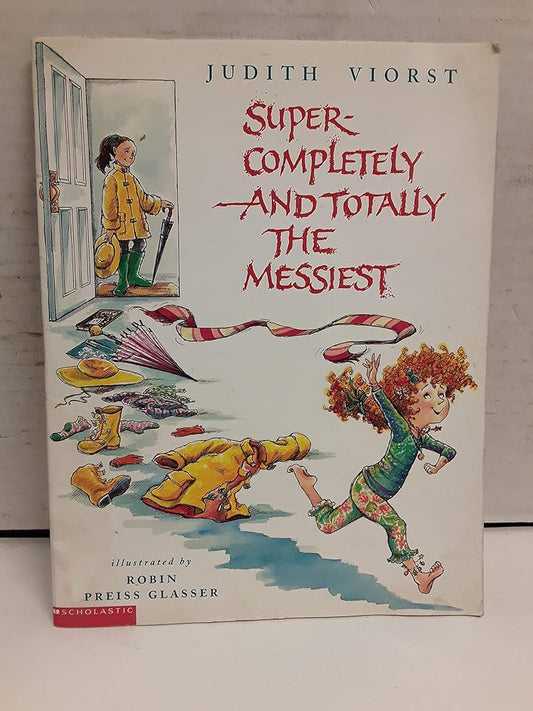 JUDITH VIORST
SUPER-
COMPLETELY
AND TOTALLY
THE
MESSIEST
illustrated by
ROBIN
PREISS GLASSER
SCHOLASTIC